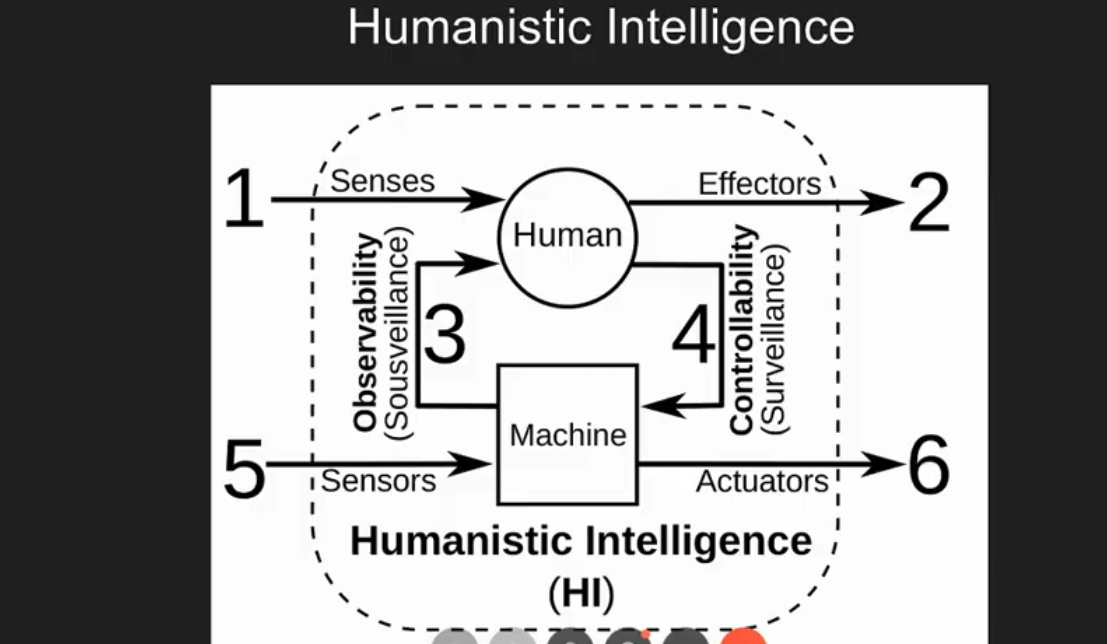 Humanistic Intelligence
1
Senses
Human
Effectors
2
Observability
(Sousveillance)
3
4
Controllability
(Surveillance)
5
Sensors
Machine
Actuators
6
Humanistic Intelligence
(HI)